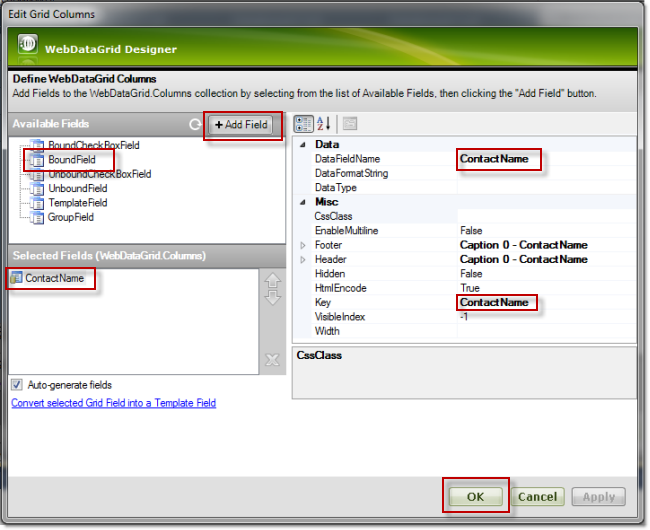 Edit Grid Columns
WebDataGrid Designer
Define WebDataGrid Columns
Add Fields to the WebDataGrid.Columns collection by selecting from the list of Available Fields, then clicking the "Add Field" button.
Available Fields
+ Add Field
BoundCheckBoxField
BoundField
UnboundCheckBoxField
UnboundField
TemplateField
GroupField
Selected Fields (WebDataGrid.Columns)
ContactName
Auto-generate fields
Convert selected Grid Field into a Template Field
Data
DataFieldName ContactName
DataFormatString
DataType
Misc
CssClass
EnableMultiline False
Footer Caption 0 - ContactName
Header Caption 0 - ContactName
Hidden False
HtmlEncode True
Key ContactName
VisibleIndex -1
Width
CssClass
OK Cancel Apply